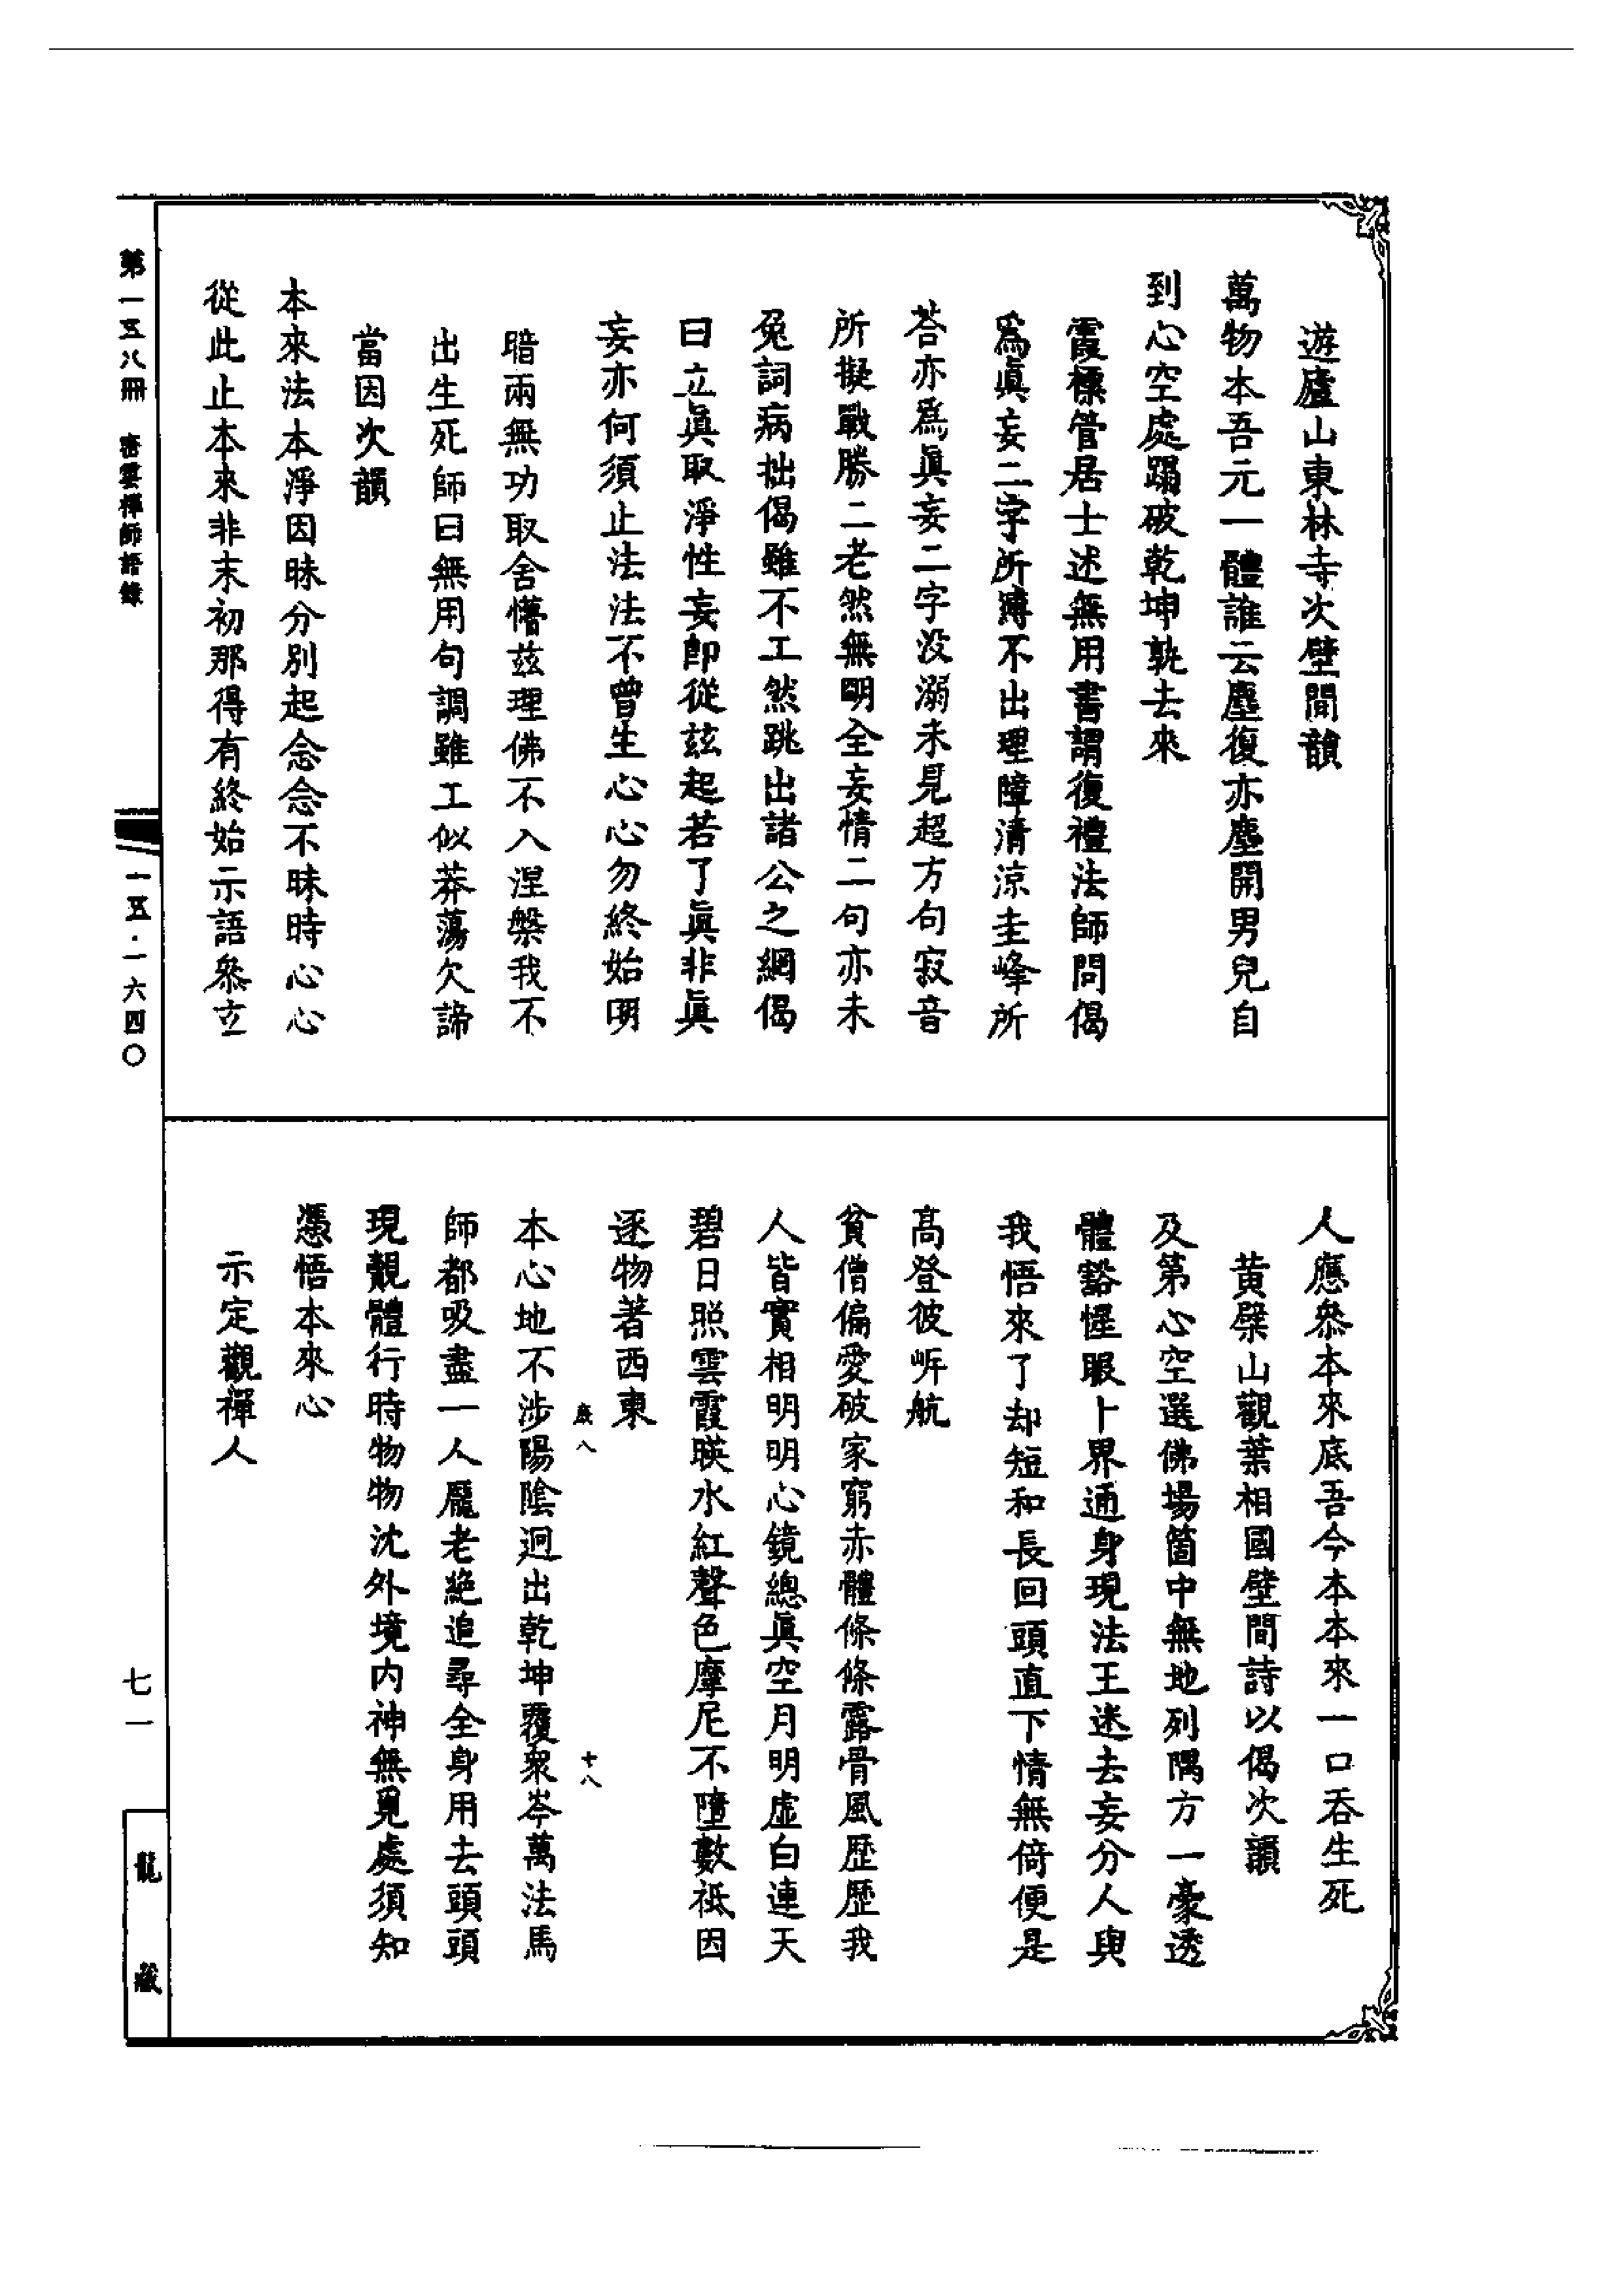 遊廬山東林寺次壁間韻
萬物本吾元一體誰云塵復亦塵開男兒自
到心空處蹋破乾坤孰去來
霞標管居士述無用書謂復禮法師問偈
爲眞妄二字所縛不出理障清涼圭峰所
荅亦爲眞妄二字沒溺未見超方句寂音
所擬戰勝二老然無明全妄情二句亦未
免詞病拙偈雖不工然跳出諸公之網偈
曰立眞取淨性妄卽從玆起若了眞非眞
妄亦何須止法法不曾生心心勿終始明
暗兩無功取舍懵玆理佛不入涅槃我不
出生死師曰無用句調雖工似莽蕩欠諦
當因次韻
本來法本淨因昧分別起念念不昧時心心
從此止本來非末初那得有終始示語叅玄
人應叅本來底吾今本本來一口吞生死
黃檗山觀葉相國壁間詩以偈次韻
及第心空選佛場箇中無地列隅方一豪透
體豁惺眼十界通身現法王迷去妄分人與
我悟來了却短和長回頭直下情無倚便是
高登彼岸航
貧僧偏愛破家窮赤體條條露骨風歷歷我
人皆實相明明心鏡總眞空月明虛白連天
碧日照雲霞暎水紅聲色摩尼不墮數祇因
逐物著西東
本心地不涉陽陰迥出乾坤覆衆岑萬法馬
師都吸盡一人龐老絶追尋全身用去頭頭
現覿體行時物物沈外境內神無覓處須知
憑悟本來心
示定觀禪人
十八
第一五八冊 密雲禪師語錄
一五·一六四〇
七一
龍藏